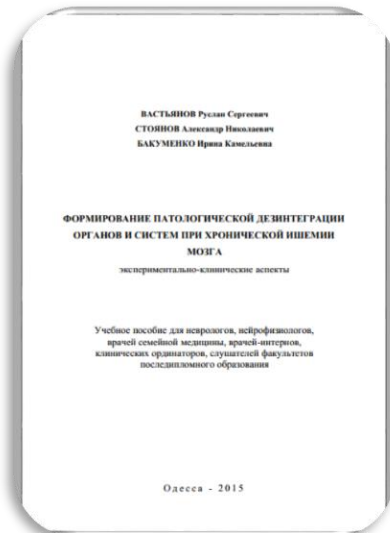 ВАСТЬЯНОВ Руслан Сергеевич
СТОЯНОВ Александр Николаевич
БАКУМЕНКО Ирина Камельевна
ФОРМИРОВАНИЕ ПАТОЛОГИЧЕСКОЙ ДЕЗИНТЕГРАЦИИ
ОРГАНОВ И СИСТЕМ ПРИ ХРОНИЧЕСКОЙ ИШЕМИИ
МОЗГА
экспериментально-клинические аспекты
Учебное пособие для неврологов, нейрофизиологов,
врачей семейной медицины, врачей-интернов,
клинических ординаторов, слушателей факультетов
последипломного образования
Одесса - 2015